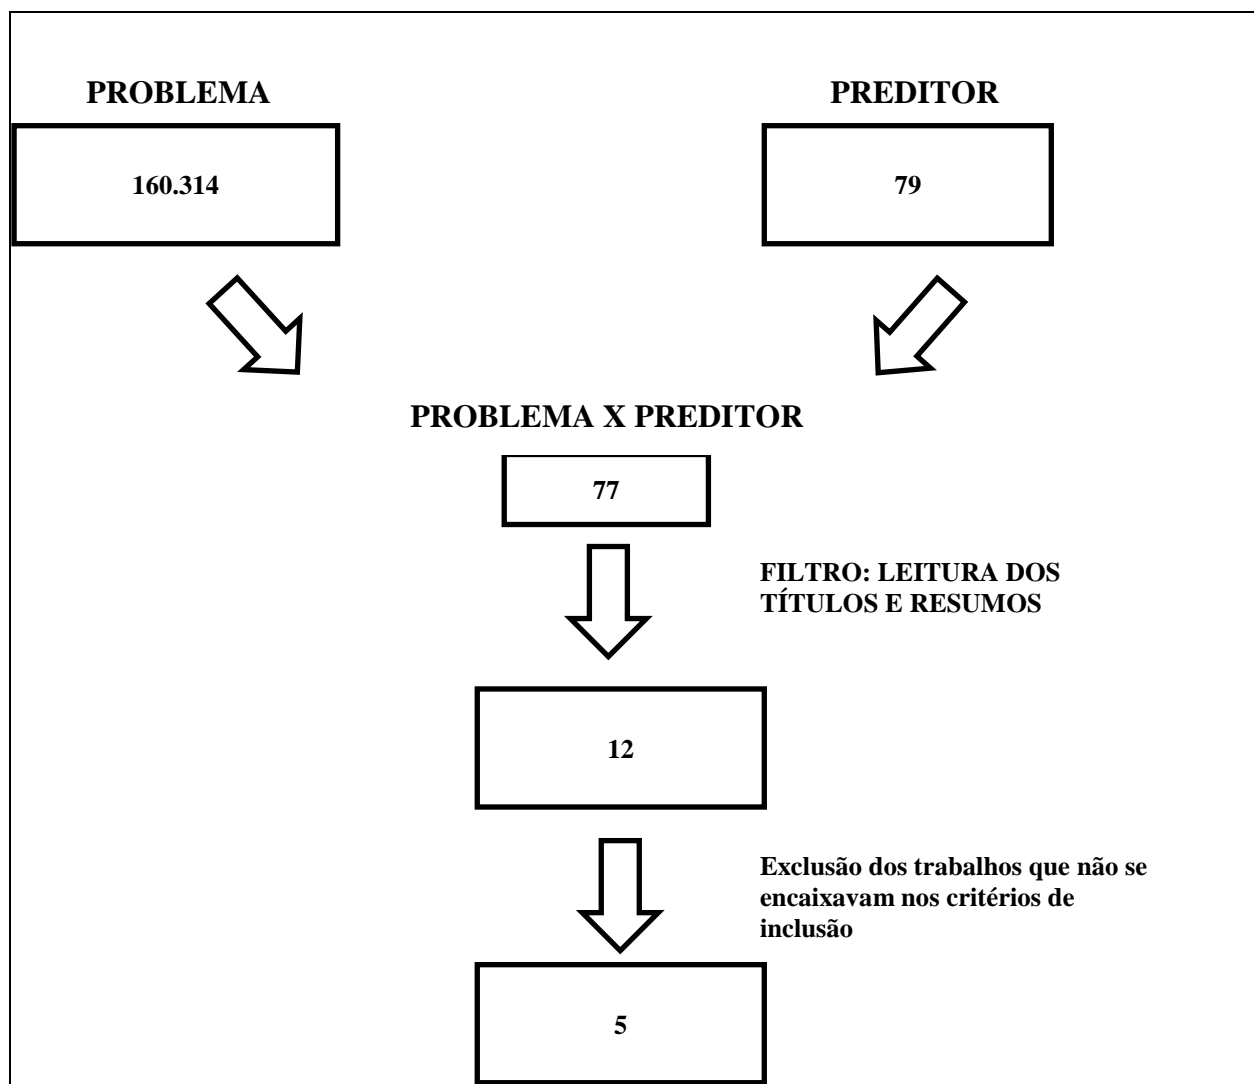 PROBLEMA
PREDITOR
160.314
79
PROBLEMA X PREDITOR
77
FILTRO: LEITURA DOS
TÍTULOS E RESUMOS
12
Exclusão dos trabalhos que não se
encaixavam nos critérios de
inclusão
5